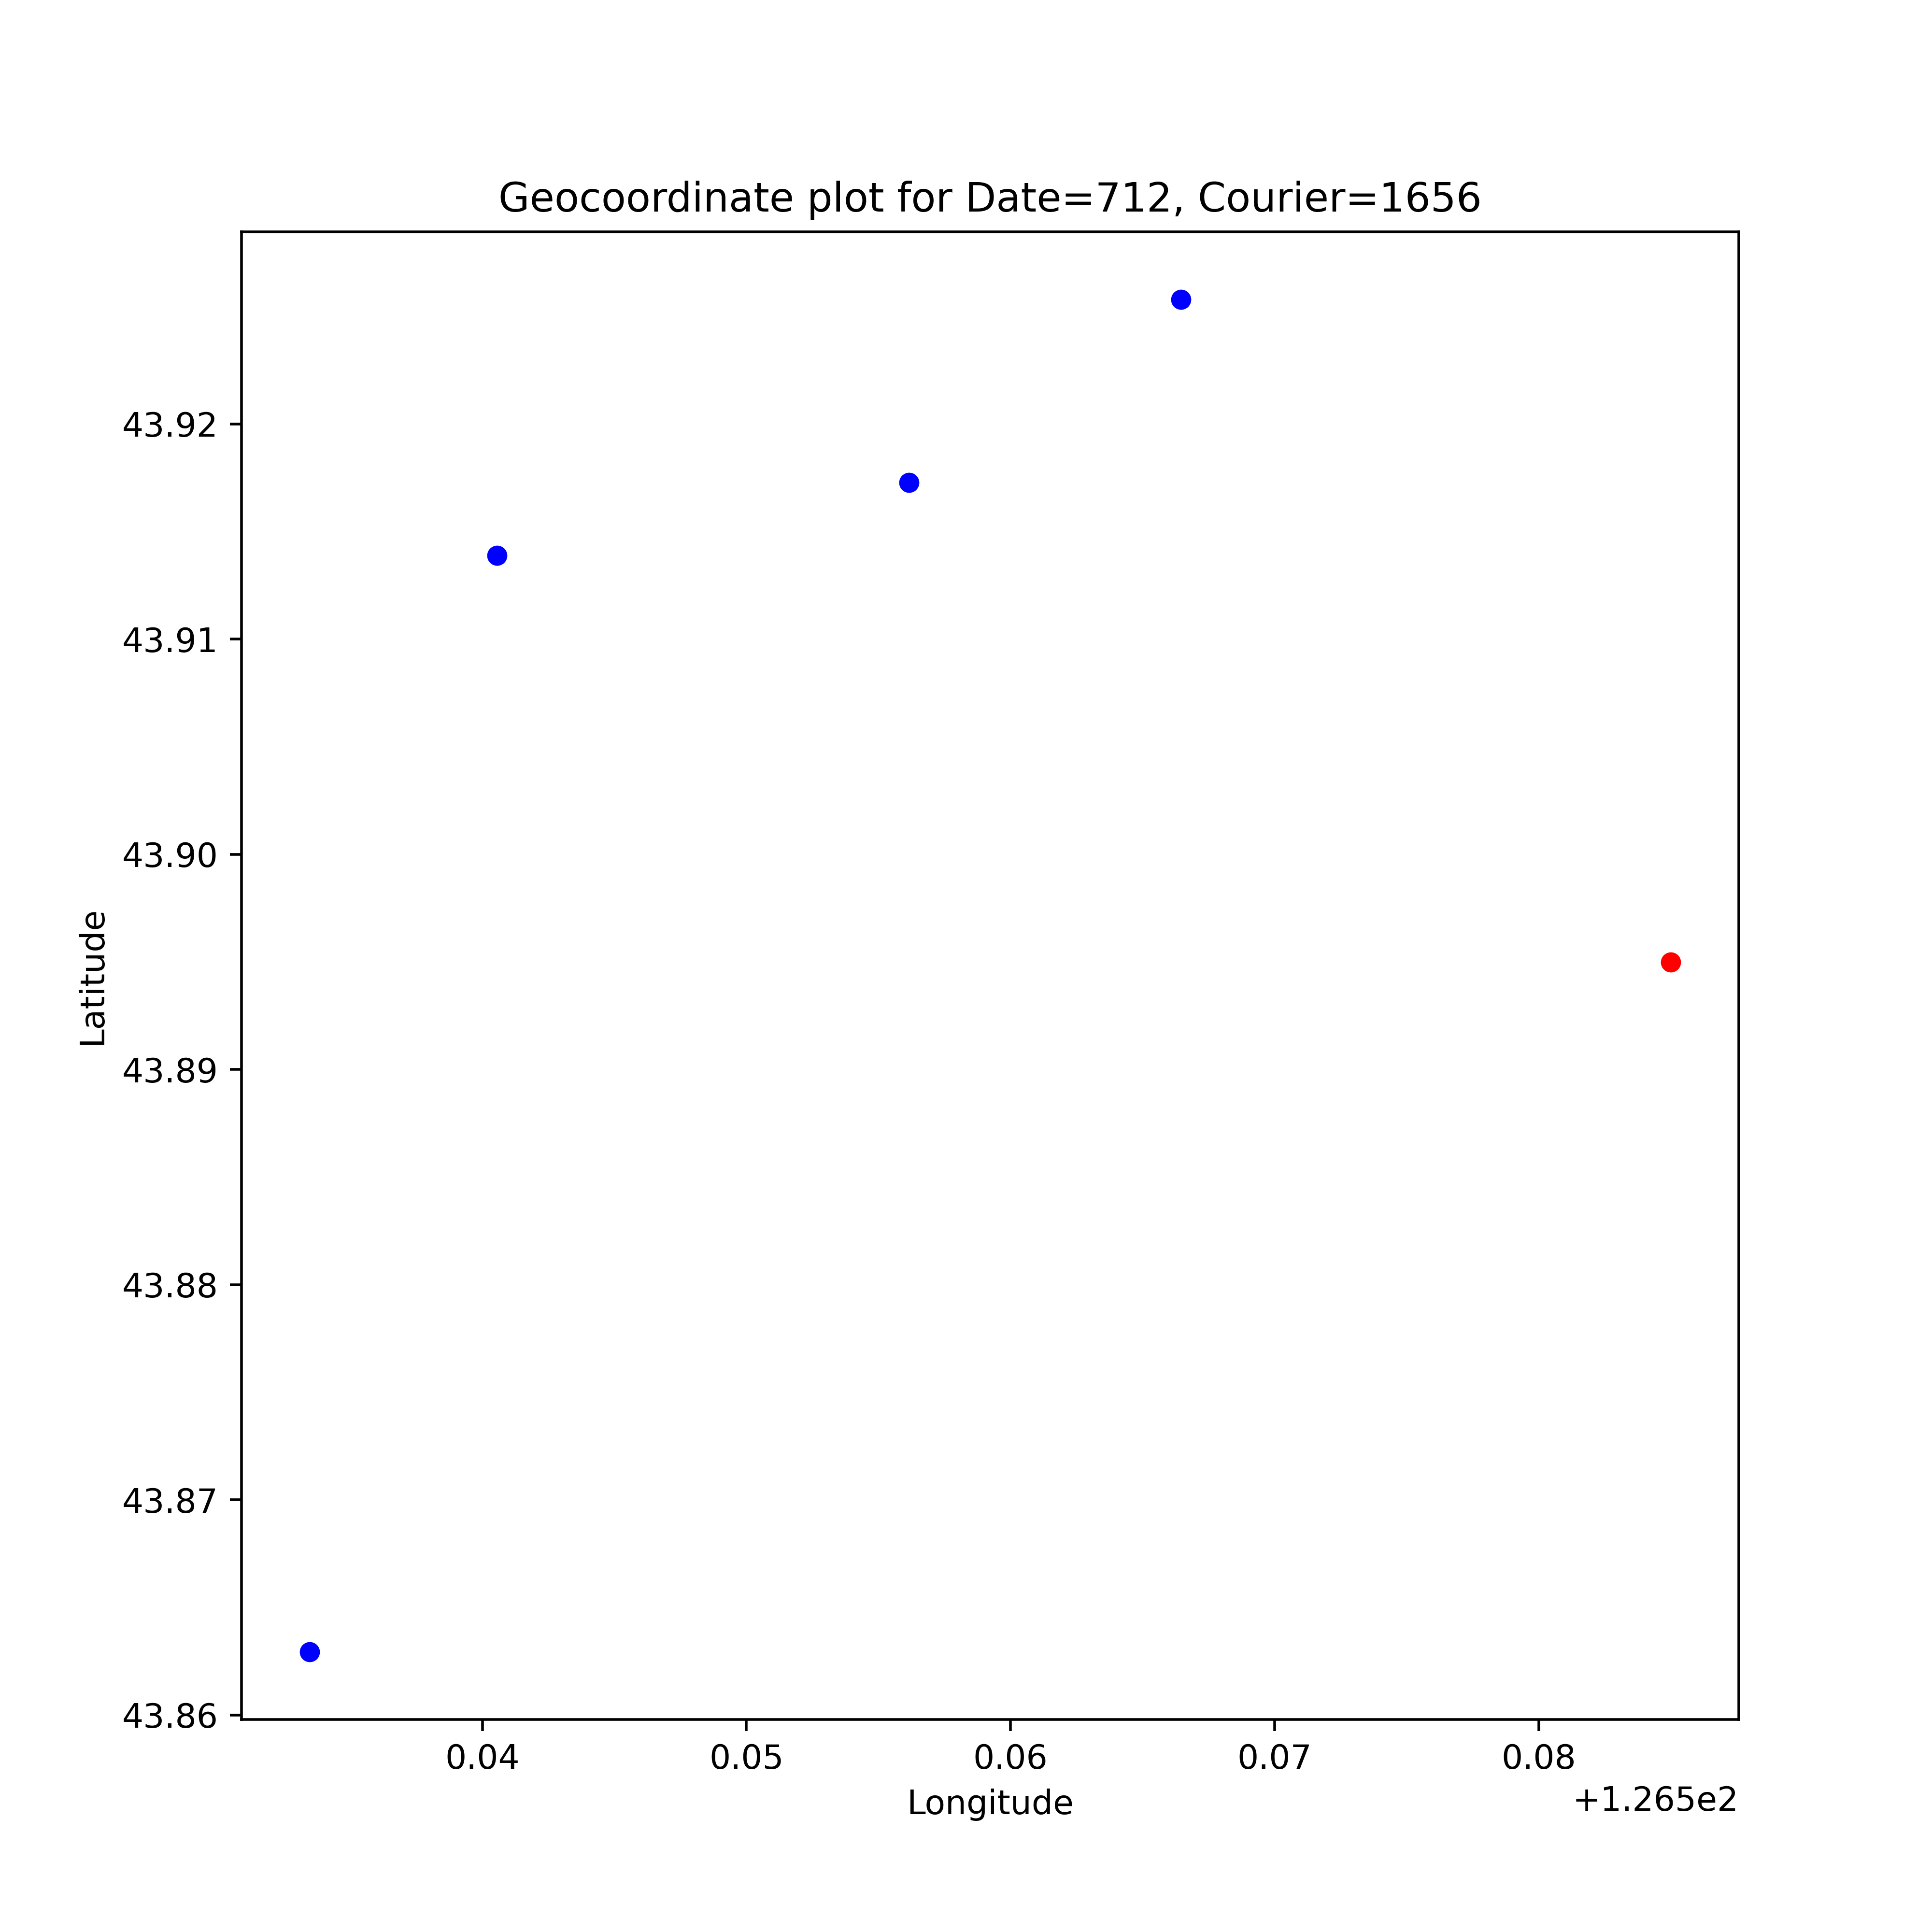 Geocoordinate plot for Date=712, Courier=1656
43.92
43.91
43.90
43.89
43.88
43.87
43.86
Latitude
0.04 0.05 0.06 0.07 0.08
+1.265e2
Longitude